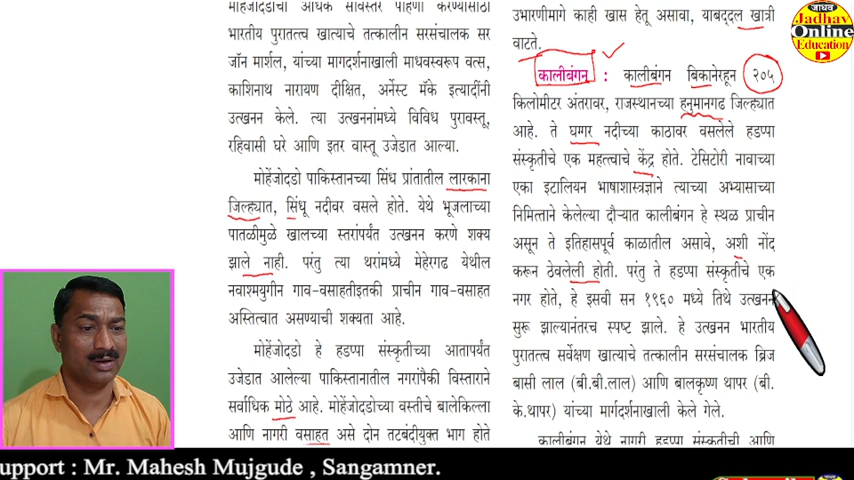 मोहेंजोदडोची अधिक सविस्तर पाहणी करण्यासाठी
भारतीय पुरातत्त्व खात्याचे तत्कालीन सरसंचालक सर
जॉन मार्शल, यांच्या मार्गदर्शनाखाली माधवस्वरूप वत्स,
काशिनाथ नारायण दीक्षित, अर्नेस्ट मॅके इत्यादींनी
उत्खनन केले. त्या उत्खननांमध्ये विविध पुरावस्तू,
रहिवासी घरे आणि इतर वास्तू उजेडात आल्या.
मोहेंजोदडो पाकिस्तानच्या सिंध प्रांतातील लारकाना
जिल्ह्यात, सिंधू नदीवर वसले होते. येथे भूजलाच्या
पातळीमुळे खालच्या स्तरांपर्यंत उत्खनन करणे शक्य
झाले नाही. परंतु त्या थरांमध्ये मेहेरगढ येथील
नवाश्मयुगीन गाव-वसाहतीइतकी प्राचीन गाव-वसाहत
अस्तित्वात असण्याची शक्यता आहे.
मोहेंजोदडो हे हडप्पा संस्कृतीच्या आतापर्यंत
उजेडात आलेल्या पाकिस्तानातील नगरांपैकी विस्ताराने
सर्वाधिक मोठे आहे. मोहेंजोदडोच्या वस्तीचे बालेकिल्ला
आणि नागरी वसाहत असे दोन तटबंदीयुक्त भाग होते
उभारणीमागे काही खास हेतू असावा, याबद्दल खात्री
वाटते.
कालीबंगन : कालीबंगन बिकानेरहून २०५
किलोमीटर अंतरावर, राजस्थानच्या हनुमानगढ जिल्ह्यात
आहे. ते घग्गर नदीच्या काठावर वसलेले हडप्पा
संस्कृतीचे एक महत्त्वाचे केंद्र होते. टेसिटोरी नावाच्या
एका इटालियन भाषाशास्त्रज्ञाने त्याच्या अभ्यासाच्या
निमित्ताने केलेल्या दौऱ्यात कालीबंगन हे स्थळ प्राचीन
असून ते इतिहासपूर्व काळातील असावे, अशी नोंद
करून ठेवलेली होती. परंतु ते हडप्पा संस्कृतीचे एक
नगर होते, हे इसवी सन १९६० मध्ये तिथे उत्खनन
सुरू झाल्यानंतरच स्पष्ट झाले. हे उत्खनन भारतीय
पुरातत्त्व सर्वेक्षण खात्याचे तत्कालीन सरसंचालक ब्रिज
बासी लाल (बी.बी.लाल) आणि बालकृष्ण थापर (बी.
के.थापर) यांच्या मार्गदर्शनाखाली केले गेले.
कालीबंगन येथे नागरी हडप्पा संस्कृतीची आणि
जाधव
Jadhav
Online
Education
upport : Mr. Mahesh Mujgude , Sangamner.